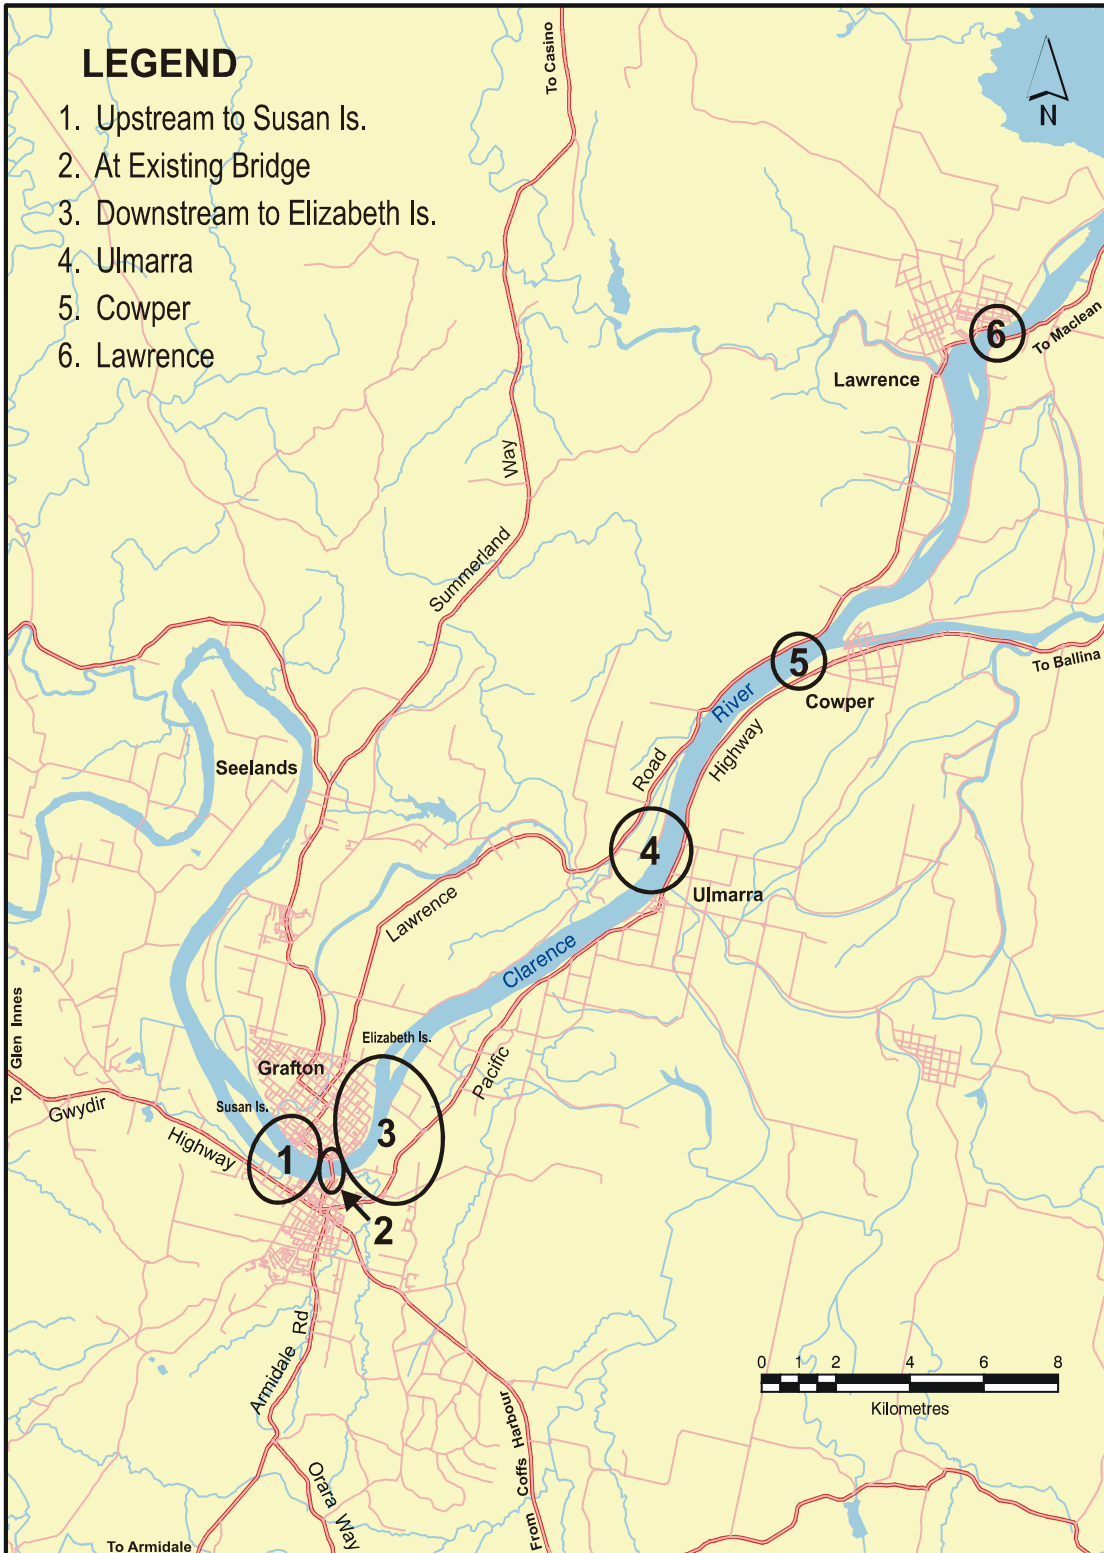 LEGEND
1. Upstream to Susan Is.
2. At Existing Bridge
3. Downstream to Elizabeth Is.
4. Ulmarra
5. Cowper
6. Lawrence
To Casino
N
6
To Maclean
Lawrence
Way
Summerland
5
To Ballina
Cowper
River
Highway
Road
Seelands
4
Ulmarra
Lawrence
Clarence
To Glen Innes
Elizabeth Is.
Grafton
Pacific
Gwydir
Susan Is.
Highway
3
1
2
Armidale Rd
0 1 2 4 6 8
Kilometres
From Coffs Harbour
Orara Way
To Armidale